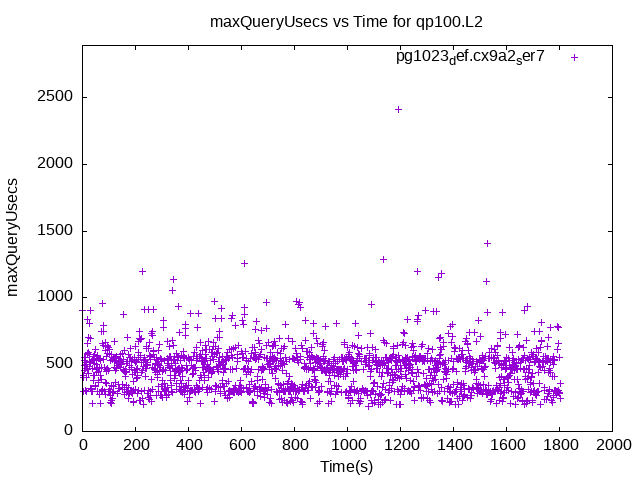 maxQueryUsecs vs Time for qp100.L2
pg1023def.cx9a2ser7
2500
2000
1500
1000
500
0
maxQueryUsecs
0 200 400 600 800 1000 1200 1400 1600 1800 2000
Time(s)